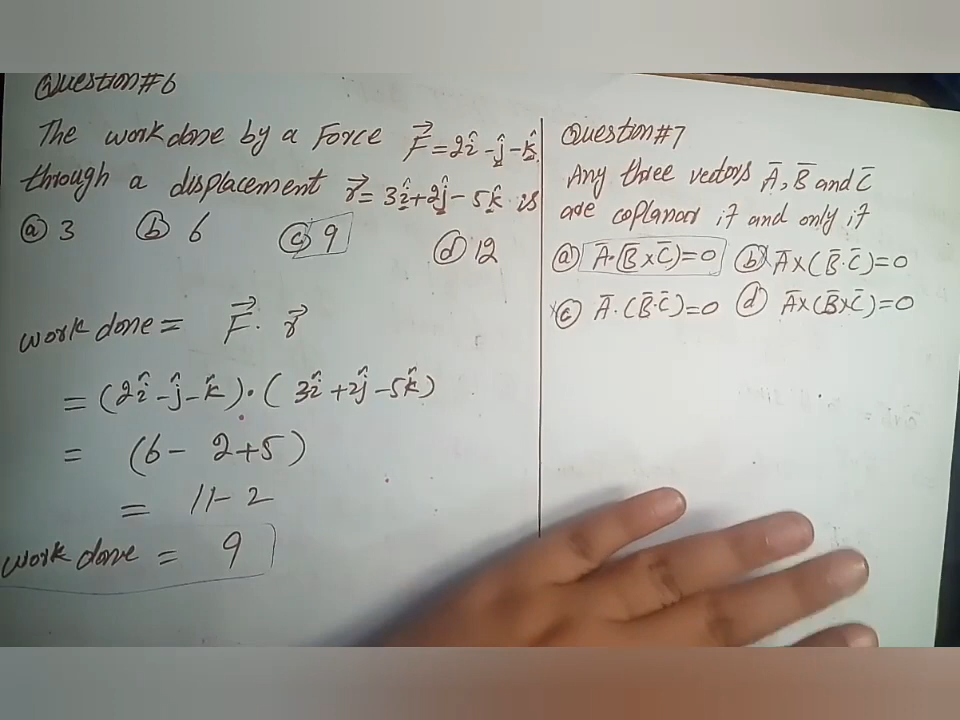 Question#6
The work done by a Force F⃗ = 2î - ĵ - k̂
through a displacement r⃗ = 3î + 2ĵ - 5k̂ is
(a) 3 (b) 6 (c) 9 (d) 12
work done = F⃗ . r⃗
= (2î - ĵ - k̂) . ( 3î + 2ĵ - 5k̂)
= (6 - 2 + 5)
= 11 - 2
work done = 9
Question#7
Any three vectors A̅, B̅ and C̅
are coplanar if and only if
(a) A̅ . (B̅ × C̅) = 0 (b) A̅ × (B̅ . C̅) = 0
(c) A̅ . (B̅ . C̅) = 0 (d) A̅ × (B̅ × C̅) = 0